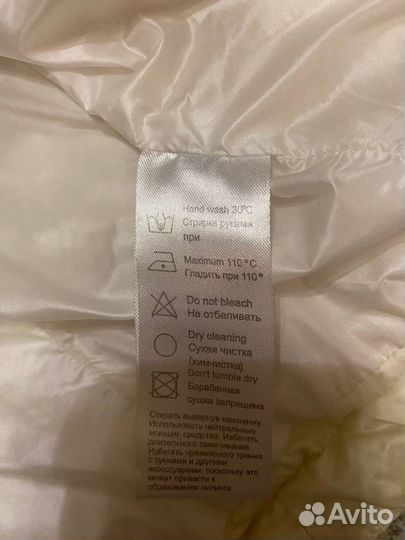 Hand wash 30°C
Стирка руками
при
Maximum 110°C
Гладить при 110°
Do not bleach
Не отбеливать
Dry cleaning
Сухая чистка
(химчистка)
Don't tumble dry
Барабанная
сушка запрещена
Стирать вывернув наизнанку.
Использовать нейтральные
моющие средства. Избегать
длительного замачивания.
Избегать чрезмерного трения
с сумками и другими
аксессуарами, поскольку это
может привести к
образованию пиллинга.
Avito